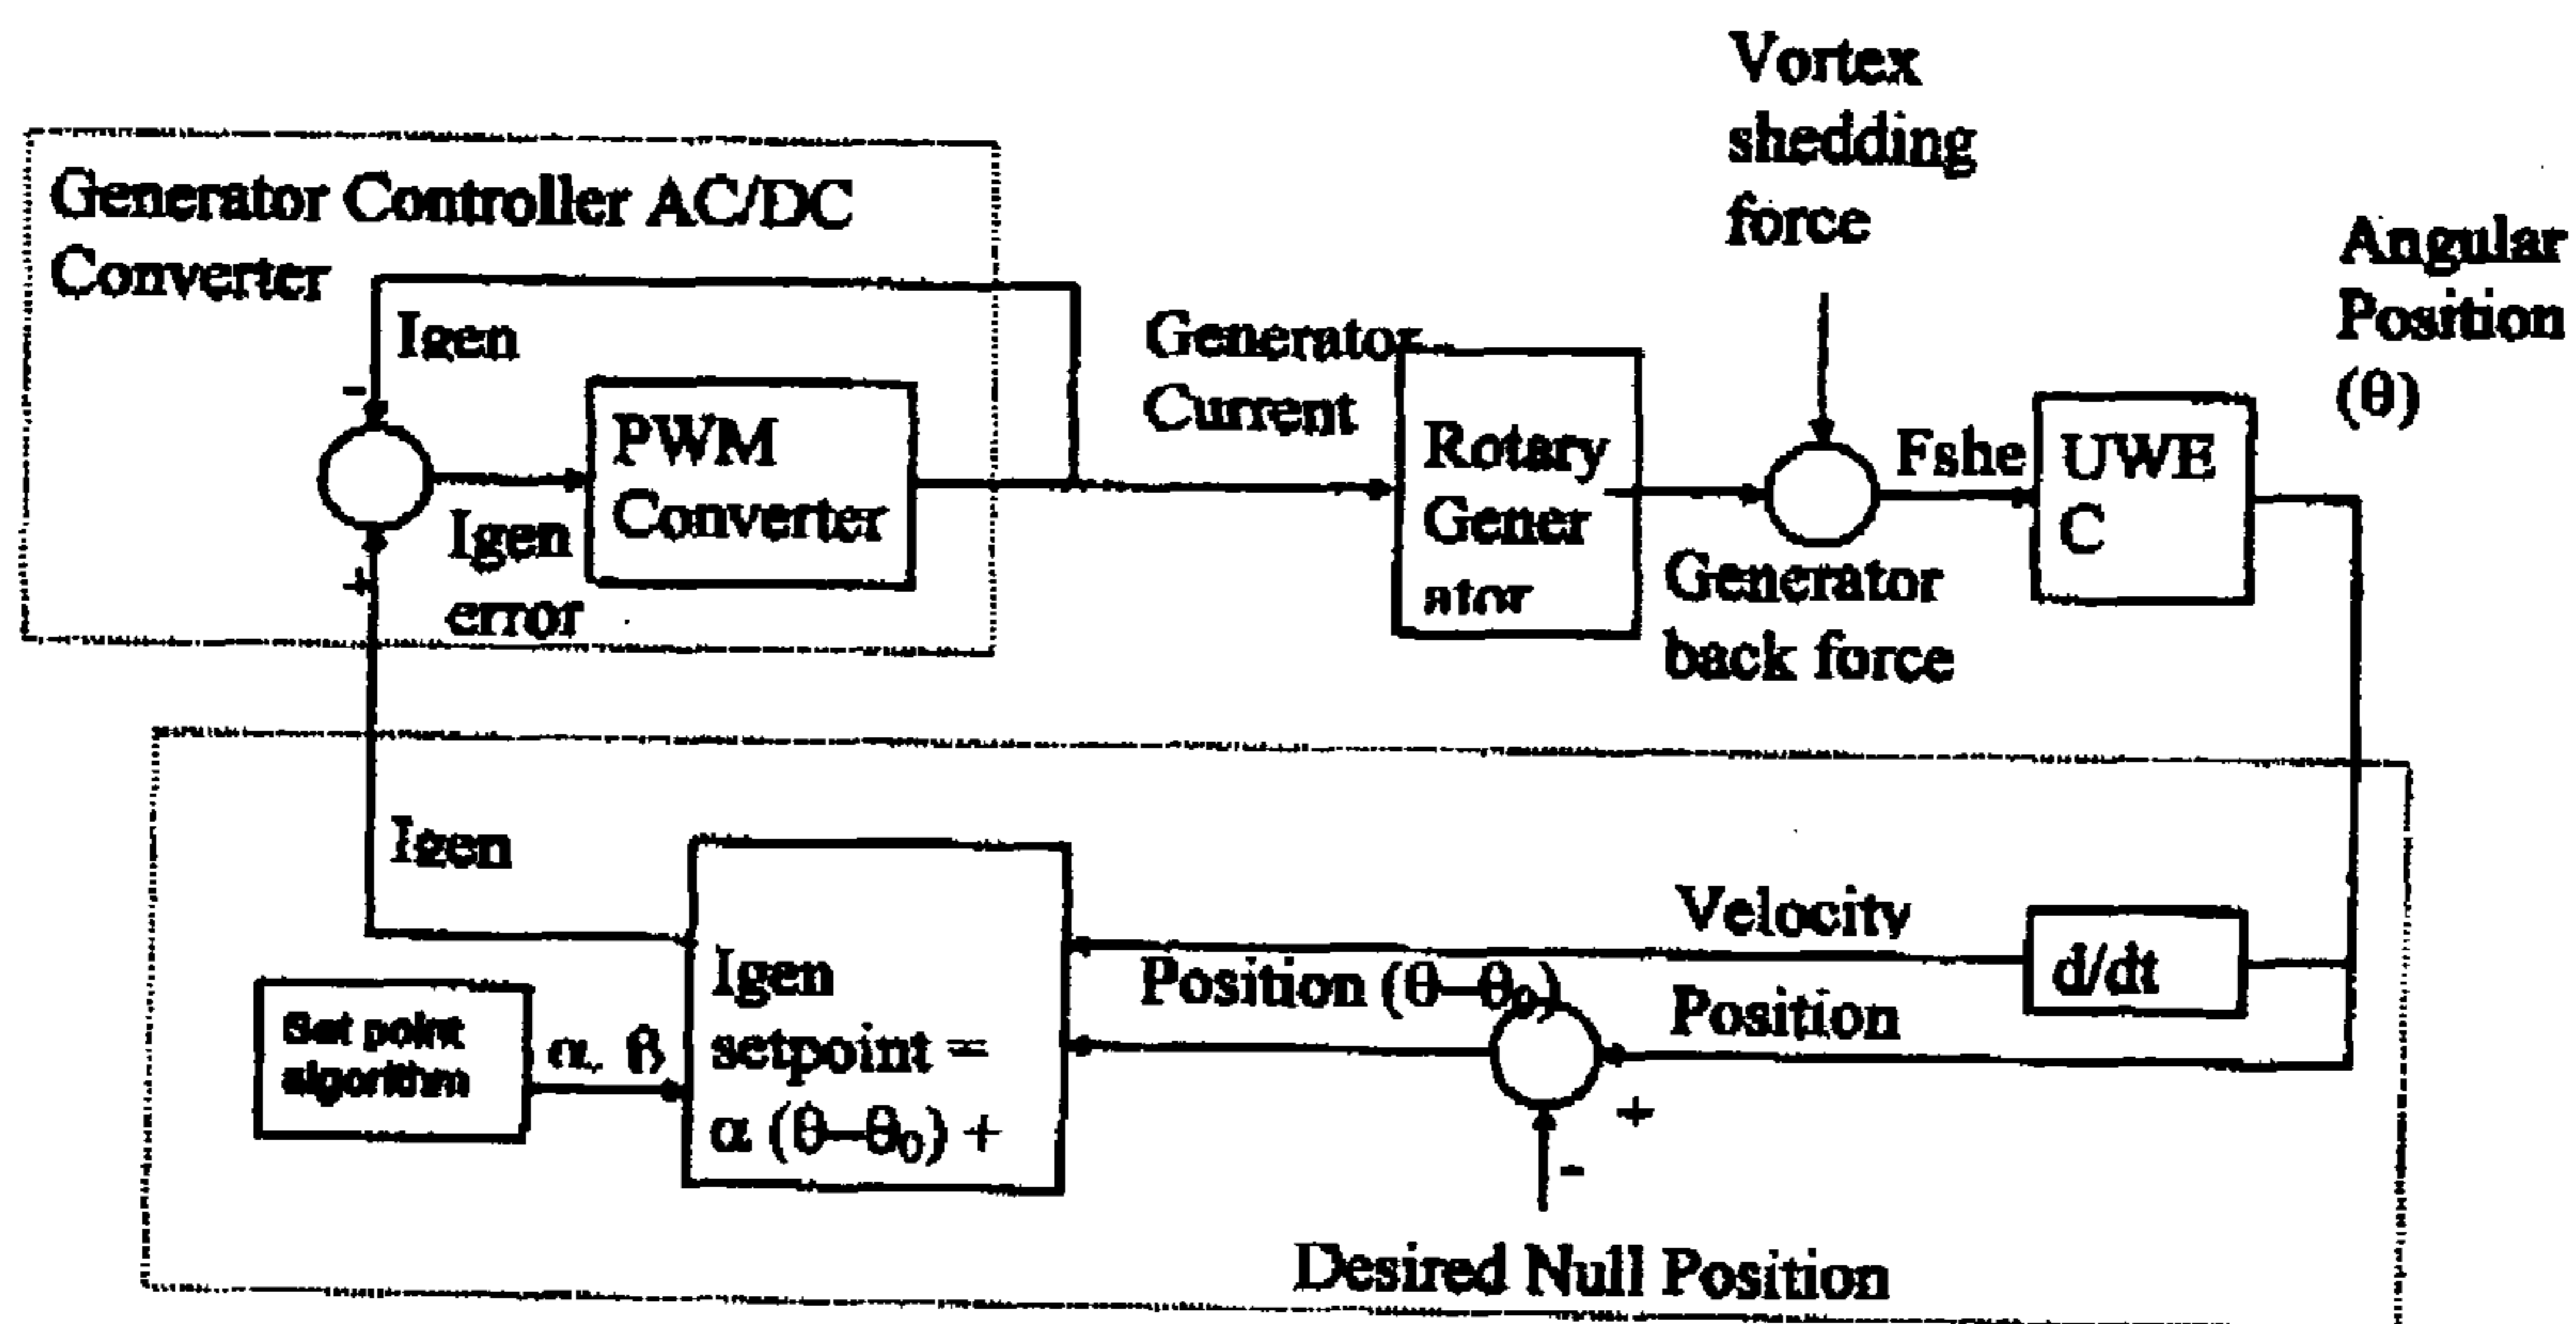 Vortex
shedding
force
Generator Controller AC/DC
Converter
Angular
Position
(θ)
Igen
-
Generator
Current
PWM
Converter
Rotary
Gener
ator
Fshe
UWE
C
Igen
error
+
Generator
back force
Igen
Velocity
d/dt
Igen
setpoint =
α (θ–θ₀) +
Position (θ–θ₀)
Position
Set point
algorithm
α, β
+
-
Desired Null Position